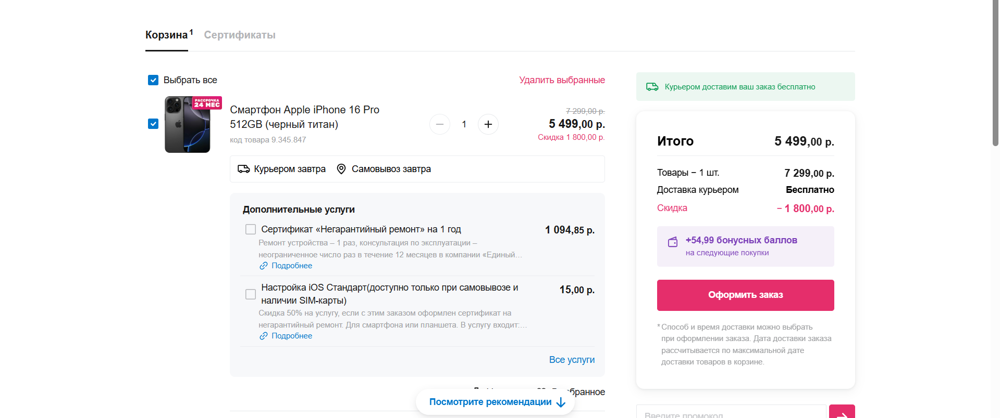 Корзина 1
Сертификаты
Выбрать все
Удалить выбранные
РАССРОЧКА
24 МЕС
Смартфон Apple iPhone 16 Pro
512GB (черный титан)
код товара 9.345.847
1
7 299,00 р.
5 499,00 р.
Скидка 1 800,00 р.
Курьером завтра
Самовывоз завтра
Дополнительные услуги
Сертификат «Негарантийный ремонт» на 1 год
1 094,85 р.
Ремонт устройства – 1 раз, консультация по эксплуатации –
неограниченное число раз в течение 12 месяцев в компании «Единый...
Подробнее
Настройка iOS Стандарт(доступно только при самовывозе и
наличии SIM-карты)
15,00 р.
Скидка 50% на услугу, если с этим заказом оформлен сертификат на
негарантийный ремонт. Для смартфона или планшета. В услугу входит:...
Подробнее
Все услуги
Посмотрите рекомендации
Курьером доставим ваш заказ бесплатно
Итого
5 499,00 р.
Товары – 1 шт.
7 299,00 р.
Доставка курьером
Бесплатно
Скидка
– 1 800,00 р.
+54,99 бонусных баллов
на следующие покупки
Оформить заказ
* Способ и время доставки можно выбрать
при оформлении заказа. Дата доставки заказа
рассчитывается по максимальной дате
доставки товаров в корзине.
Введите промокод